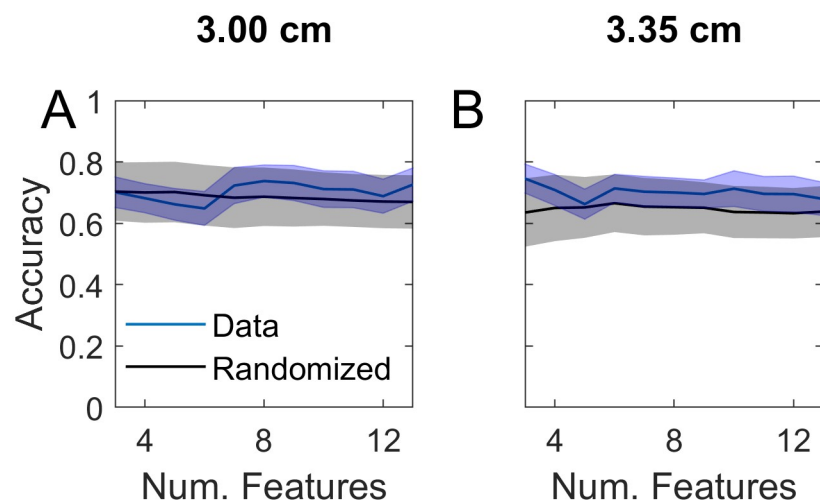 3.00 cm
3.35 cm
A
B
1
0.8
0.6
0.4
0.2
0
Accuracy
Data
Randomized
4
8
12
4
8
12
Num. Features
Num. Features